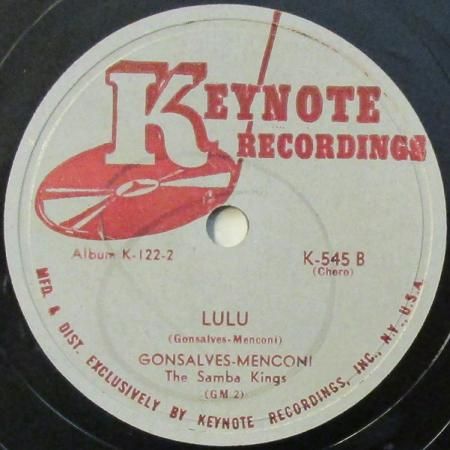 KEYNOTE
RECORDINGS
Album K-122-2
K-545 B
(Choro)
LULU
(Gonsalves-Menconi)
GONSALVES-MENCONI
The Samba Kings
(GM 2)
MFD. & DIST. EXCLUSIVELY BY KEYNOTE RECORDINGS, INC., N.Y., U.S.A.